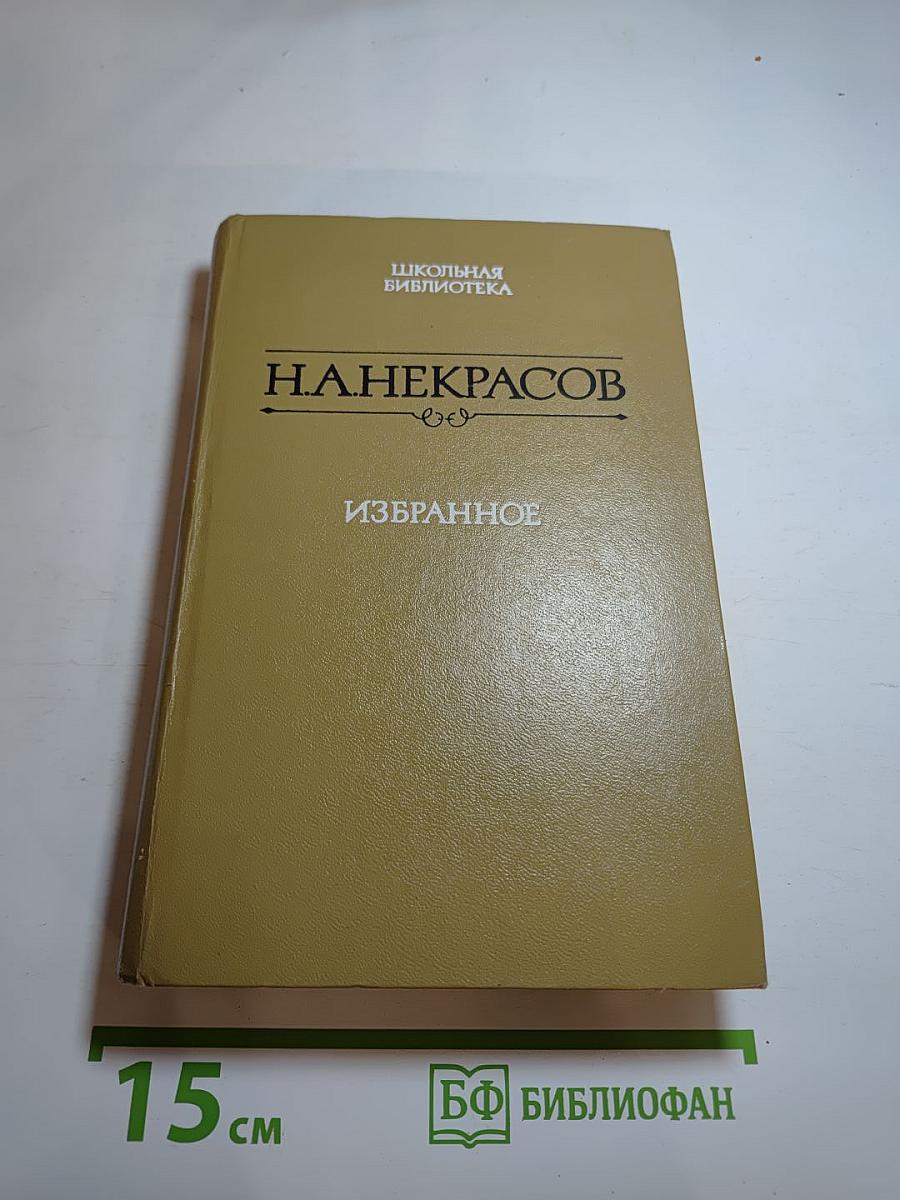 ШКОЛЬНАЯ
БИБЛИОТЕКА
Н.А.НЕКРАСОВ
ИЗБРАННОЕ
15 см
БФ БИБЛИОФАН